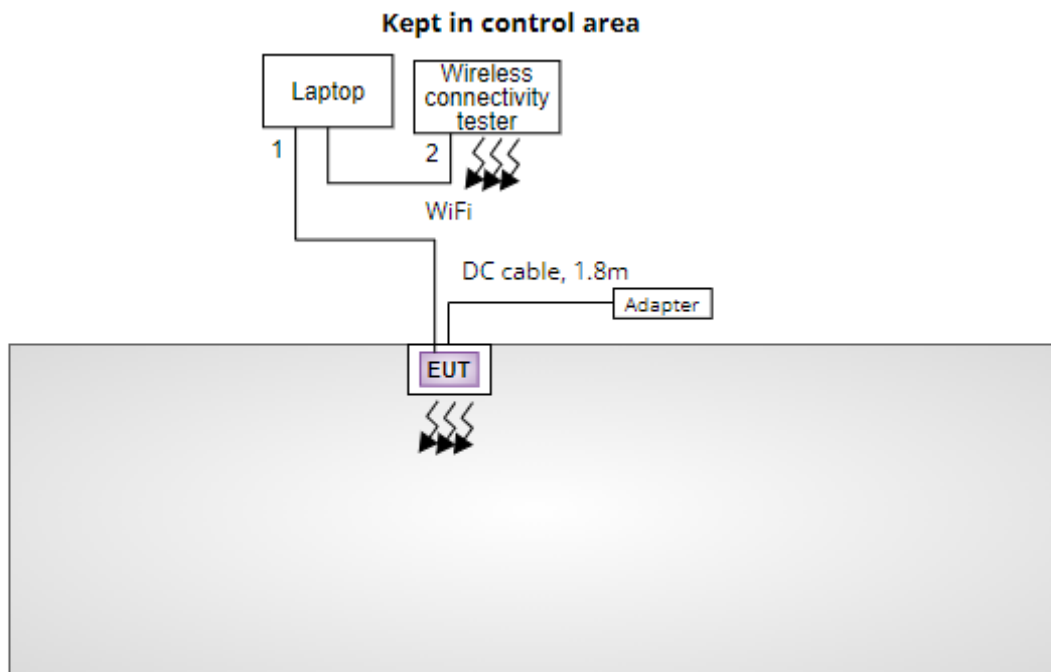 Kept in control area
Laptop
Wireless
connectivity
tester
1
2
WiFi
DC cable, 1.8m
Adapter
EUT